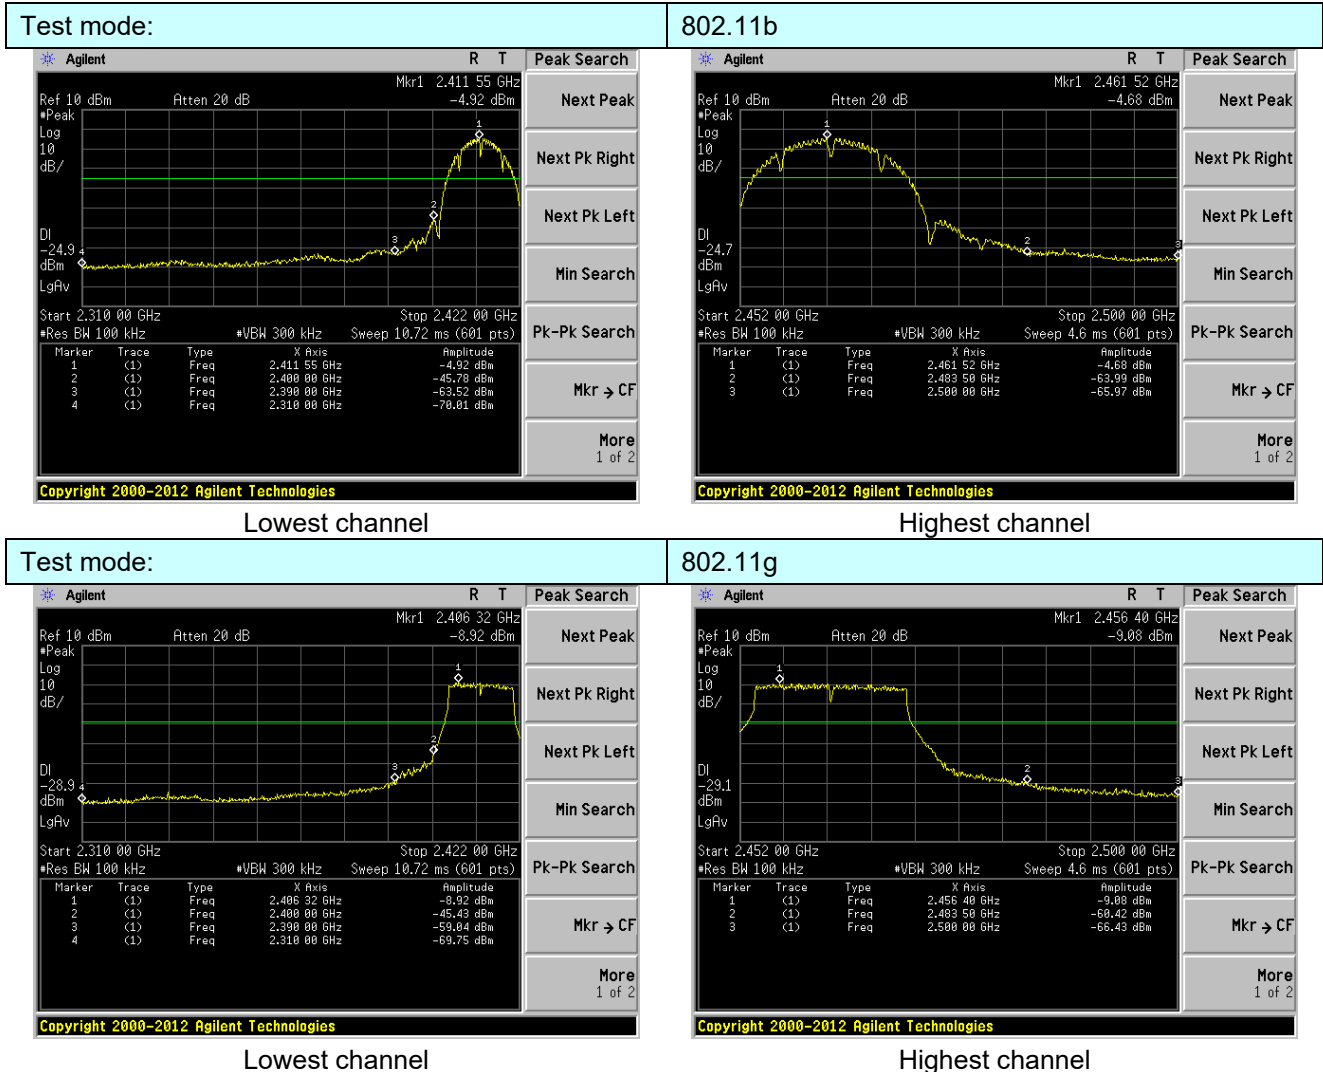 Test mode: 802.11b
Agilent R T Peak Search
Mkr1 2.411 55 GHz
Ref 10 dBm Atten 20 dB -4.92 dBm
#Peak
Log
10
dB/
1
2
3
4
DI
-24.9
dBm
LgAv
Start 2.310 00 GHz Stop 2.422 00 GHz
#Res BW 100 kHz #VBW 300 kHz Sweep 10.72 ms (601 pts)
Marker Trace Type X Axis Amplitude
1 (1) Freq 2.411 55 GHz -4.92 dBm
2 (1) Freq 2.400 00 GHz -45.78 dBm
3 (1) Freq 2.390 00 GHz -63.52 dBm
4 (1) Freq 2.310 00 GHz -70.01 dBm
Next Peak
Next Pk Right
Next Pk Left
Min Search
Pk-Pk Search
Mkr → CF
More
1 of 2
Copyright 2000-2012 Agilent Technologies
Lowest channel
Agilent R T Peak Search
Mkr1 2.461 52 GHz
Ref 10 dBm Atten 20 dB -4.68 dBm
#Peak
Log
10
dB/
1
2
3
DI
-24.7
dBm
LgAv
Start 2.452 00 GHz Stop 2.500 00 GHz
#Res BW 100 kHz #VBW 300 kHz Sweep 4.6 ms (601 pts)
Marker Trace Type X Axis Amplitude
1 (1) Freq 2.461 52 GHz -4.68 dBm
2 (1) Freq 2.483 50 GHz -63.99 dBm
3 (1) Freq 2.500 00 GHz -65.97 dBm
Next Peak
Next Pk Right
Next Pk Left
Min Search
Pk-Pk Search
Mkr → CF
More
1 of 2
Copyright 2000-2012 Agilent Technologies
Highest channel
Test mode: 802.11g
Agilent R T Peak Search
Mkr1 2.406 32 GHz
Ref 10 dBm Atten 20 dB -8.92 dBm
#Peak
Log
10
dB/
1
2
3
4
DI
-28.9
dBm
LgAv
Start 2.310 00 GHz Stop 2.422 00 GHz
#Res BW 100 kHz #VBW 300 kHz Sweep 10.72 ms (601 pts)
Marker Trace Type X Axis Amplitude
1 (1) Freq 2.406 32 GHz -8.92 dBm
2 (1) Freq 2.400 00 GHz -45.43 dBm
3 (1) Freq 2.390 00 GHz -59.04 dBm
4 (1) Freq 2.310 00 GHz -69.75 dBm
Next Peak
Next Pk Right
Next Pk Left
Min Search
Pk-Pk Search
Mkr → CF
More
1 of 2
Copyright 2000-2012 Agilent Technologies
Lowest channel
Agilent R T Peak Search
Mkr1 2.456 40 GHz
Ref 10 dBm Atten 20 dB -9.08 dBm
#Peak
Log
10
dB/
1
2
3
DI
-29.1
dBm
LgAv
Start 2.452 00 GHz Stop 2.500 00 GHz
#Res BW 100 kHz #VBW 300 kHz Sweep 4.6 ms (601 pts)
Marker Trace Type X Axis Amplitude
1 (1) Freq 2.456 40 GHz -9.08 dBm
2 (1) Freq 2.483 50 GHz -60.42 dBm
3 (1) Freq 2.500 00 GHz -66.43 dBm
Next Peak
Next Pk Right
Next Pk Left
Min Search
Pk-Pk Search
Mkr → CF
More
1 of 2
Copyright 2000-2012 Agilent Technologies
Highest channel